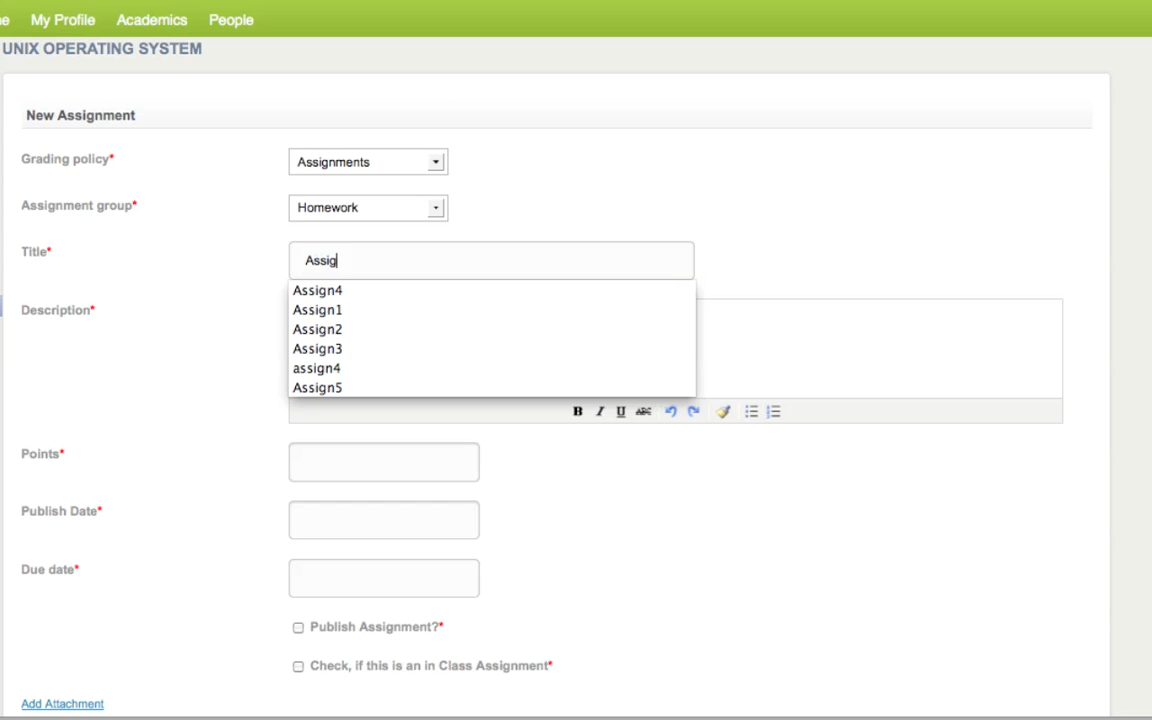 My Profile Academics People
UNIX OPERATING SYSTEM
New Assignment
Grading policy*
Assignments
Assignment group*
Homework
Title*
Assig
Assign4
Assign1
Assign2
Assign3
assign4
Assign5
Description*
B I U ABC
Points*
Publish Date*
Due date*
Publish Assignment?*
Check, if this is an in Class Assignment*
Add Attachment